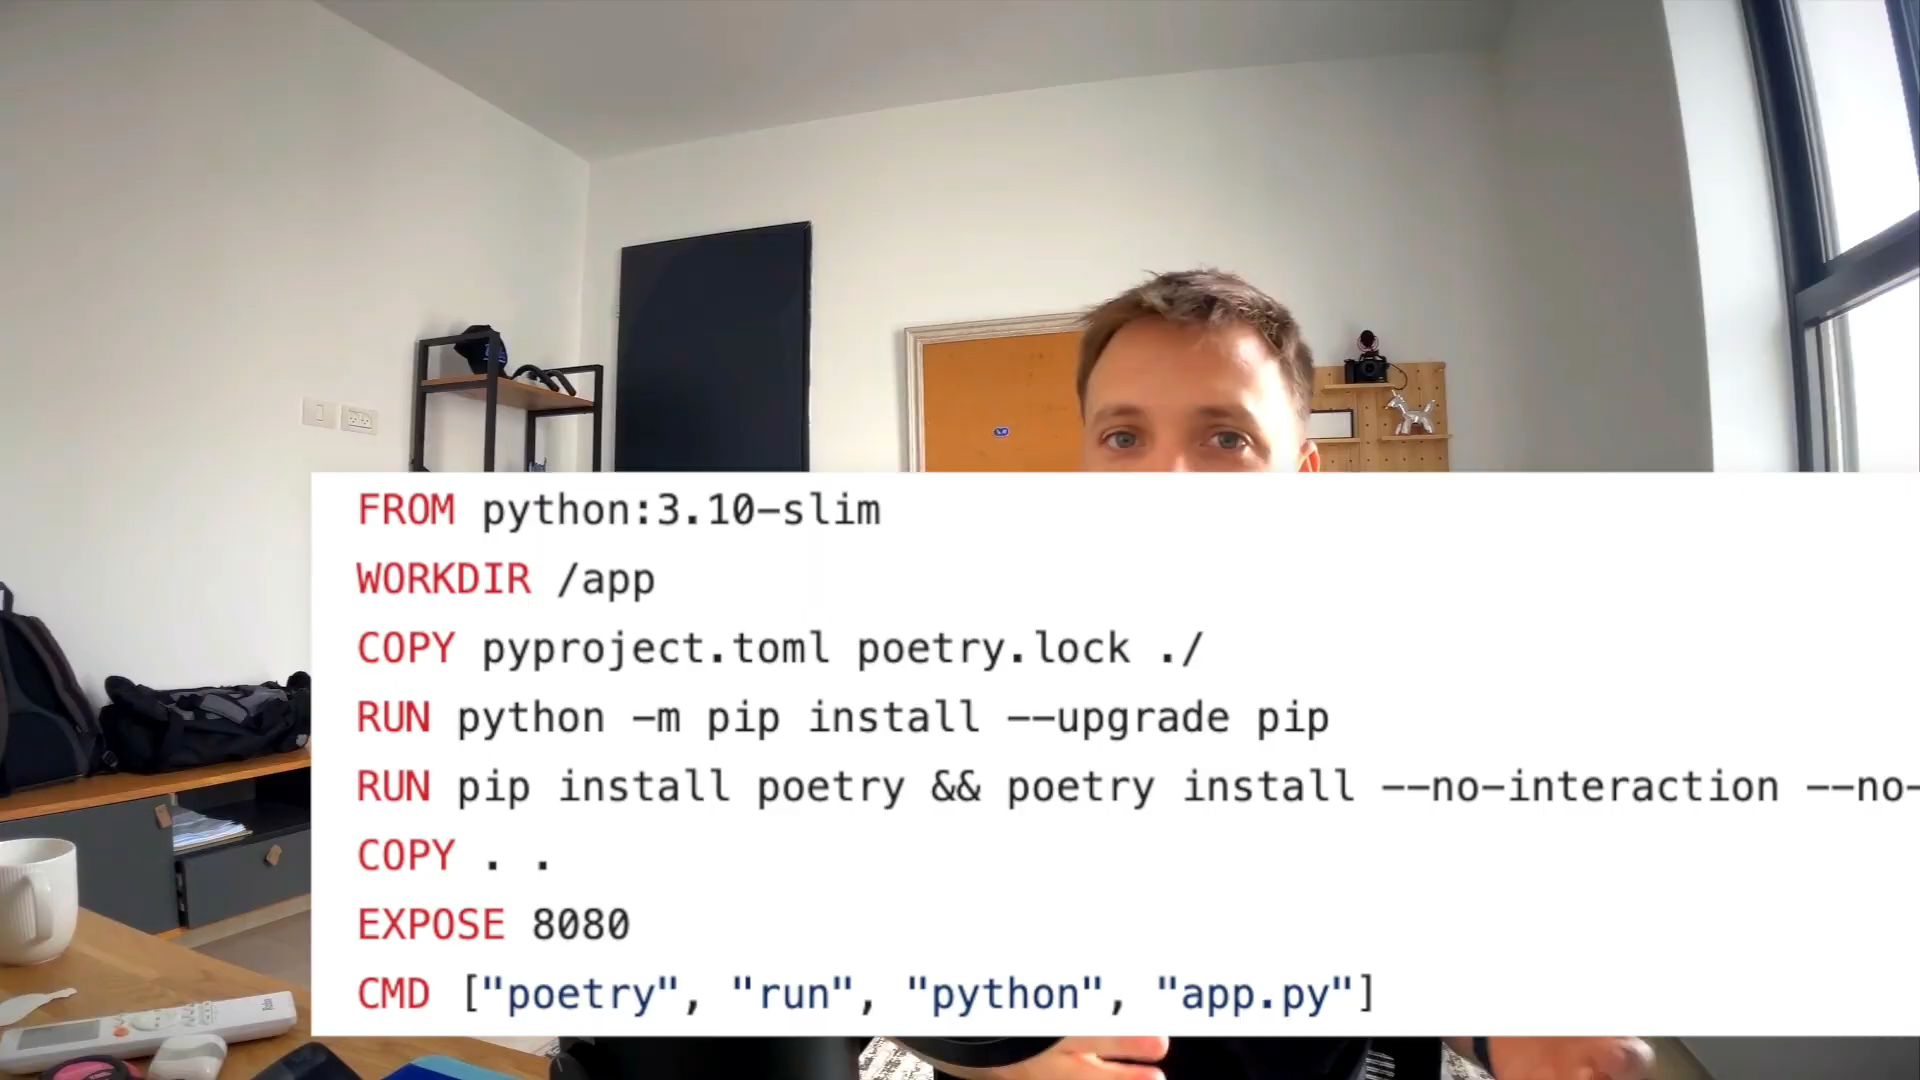 FROM python:3.10-slim
WORKDIR /app
COPY pyproject.toml poetry.lock ./
RUN python -m pip install --upgrade pip
RUN pip install poetry && poetry install --no-interaction --no-
COPY . .
EXPOSE 8080
CMD ["poetry", "run", "python", "app.py"]